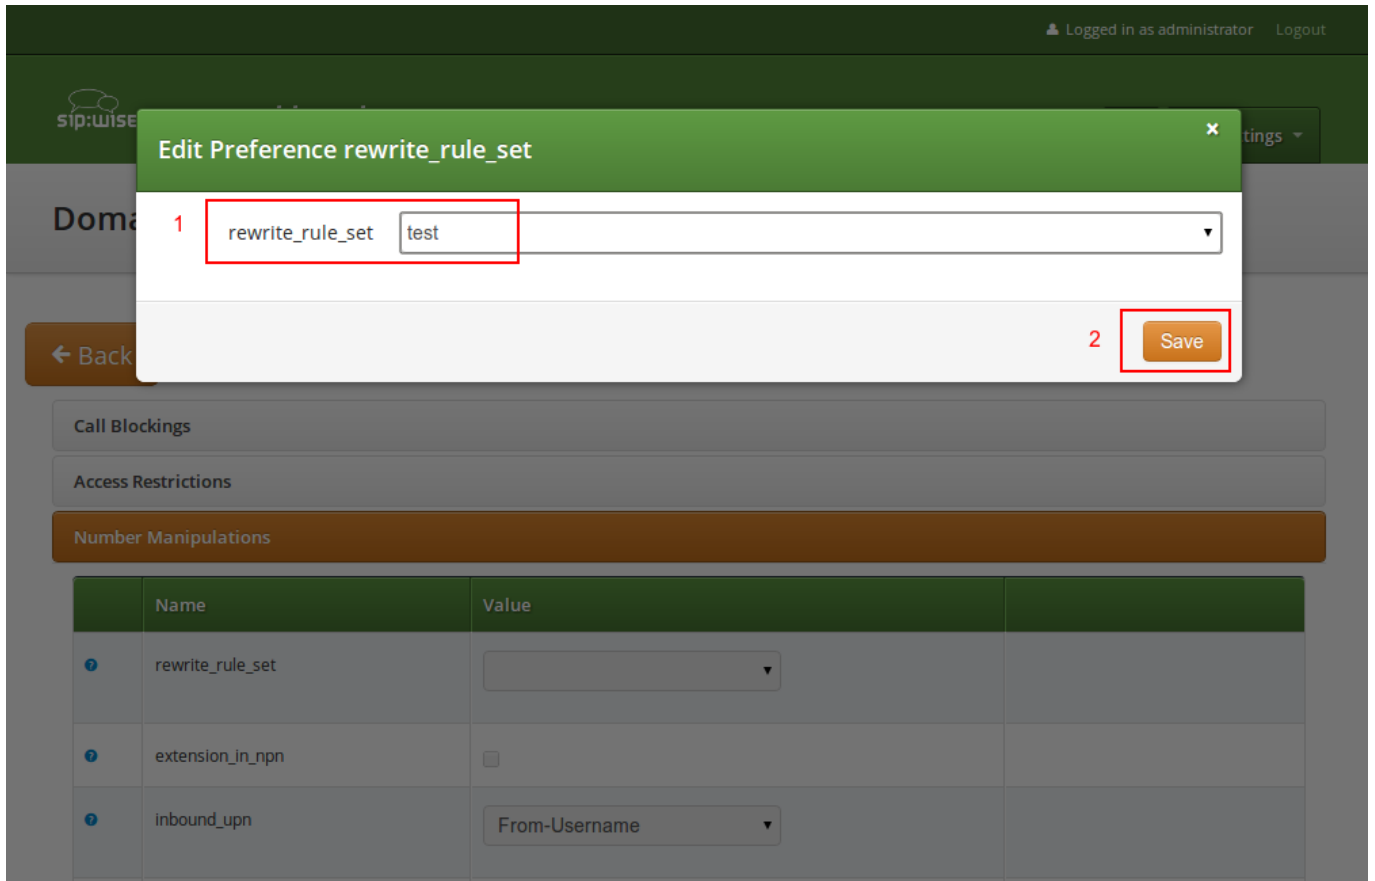 Logged in as administrator Logout
sip:wise
tings
Edit Preference rewrite_rule_set ×
Doma
1 rewrite_rule_set test
2 Save
Back
Call Blockings
Access Restrictions
Number Manipulations
Name Value
rewrite_rule_set
extension_in_npn
inbound_upn From-Username